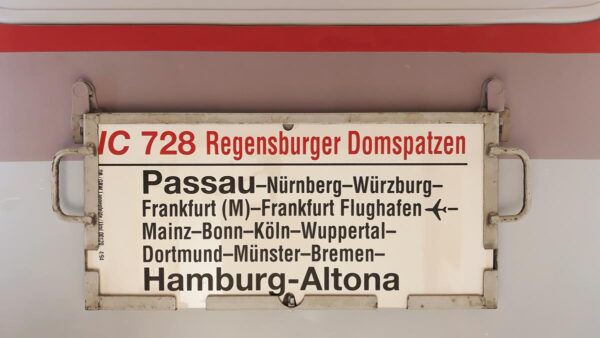 IC 728 Regensburger Domspatzen
Passau–Nürnberg–Würzburg–
Frankfurt (M)–Frankfurt Flughafen –
Mainz–Bonn–Köln–Wuppertal–
Dortmund–Münster–Bremen–
Hamburg-Altona